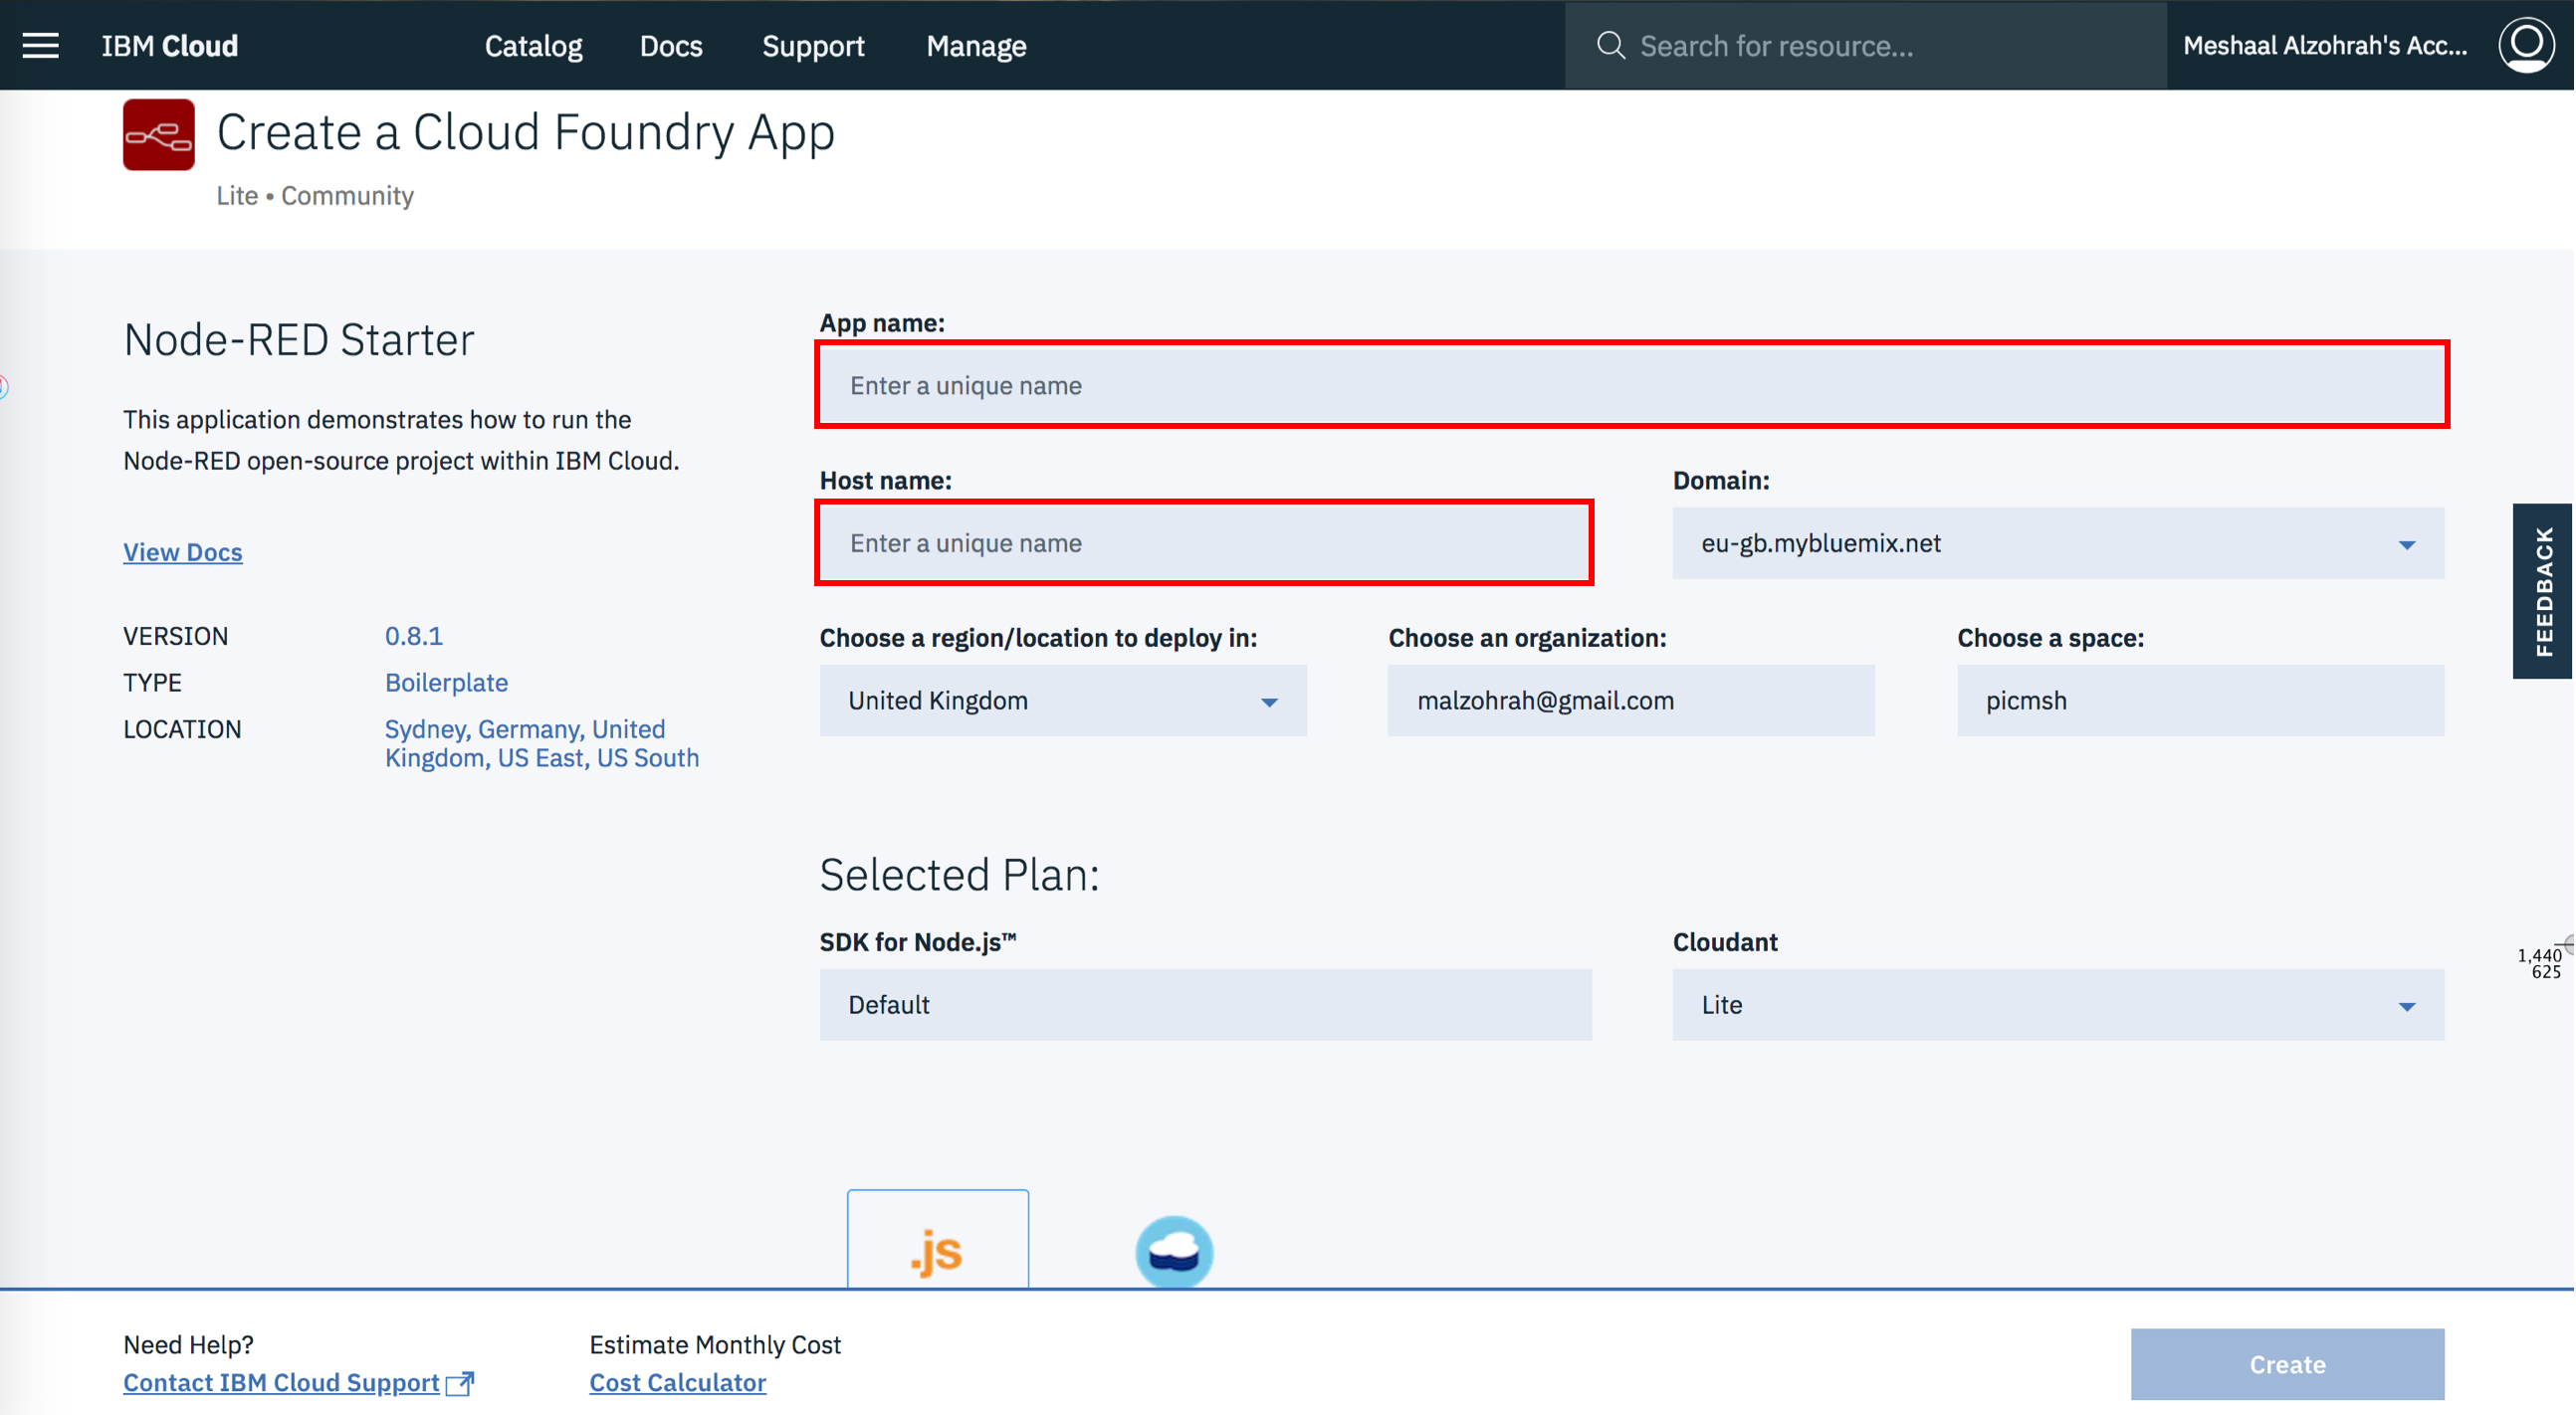 IBM Cloud
Catalog
Docs
Support
Manage
Search for resource...
Meshaal Alzohrah's Acc...
Create a Cloud Foundry App
Lite • Community
Node-RED Starter
This application demonstrates how to run the
Node-RED open-source project within IBM Cloud.
View Docs
VERSION 0.8.1
TYPE Boilerplate
LOCATION Sydney, Germany, United
Kingdom, US East, US South
App name:
Enter a unique name
Host name:
Enter a unique name
Domain:
eu-gb.mybluemix.net
Choose a region/location to deploy in:
United Kingdom
Choose an organization:
malzohrah@gmail.com
Choose a space:
picmsh
Selected Plan:
SDK for Node.js™
Default
Cloudant
Lite
.js
FEEDBACK
1,440
625
Need Help?
Contact IBM Cloud Support
Estimate Monthly Cost
Cost Calculator
Create